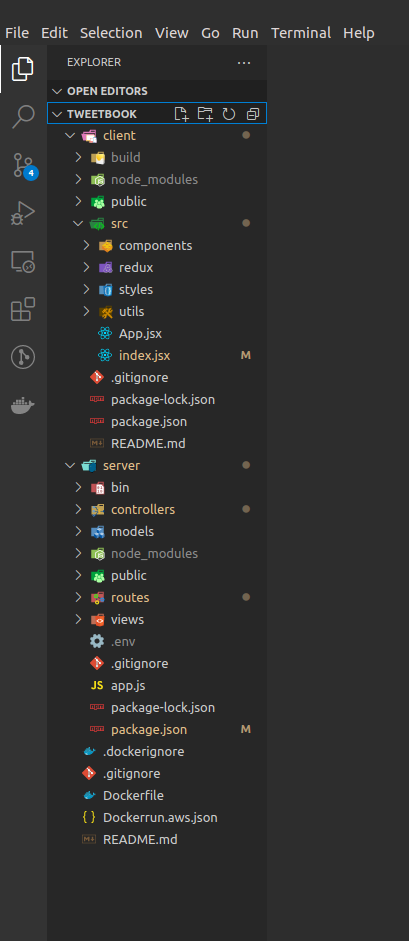 File Edit Selection View Go Run Terminal Help
EXPLORER
OPEN EDITORS
TWEETBOOK
client
build
node_modules
public
4
src
components
redux
styles
utils
App.jsx
index.jsx M
.gitignore
package-lock.json
package.json
README.md
server
bin
controllers
models
node_modules
public
routes
views
.env
.gitignore
JS app.js
package-lock.json
package.json M
.dockerignore
.gitignore
Dockerfile
{ } Dockerrun.aws.json
README.md